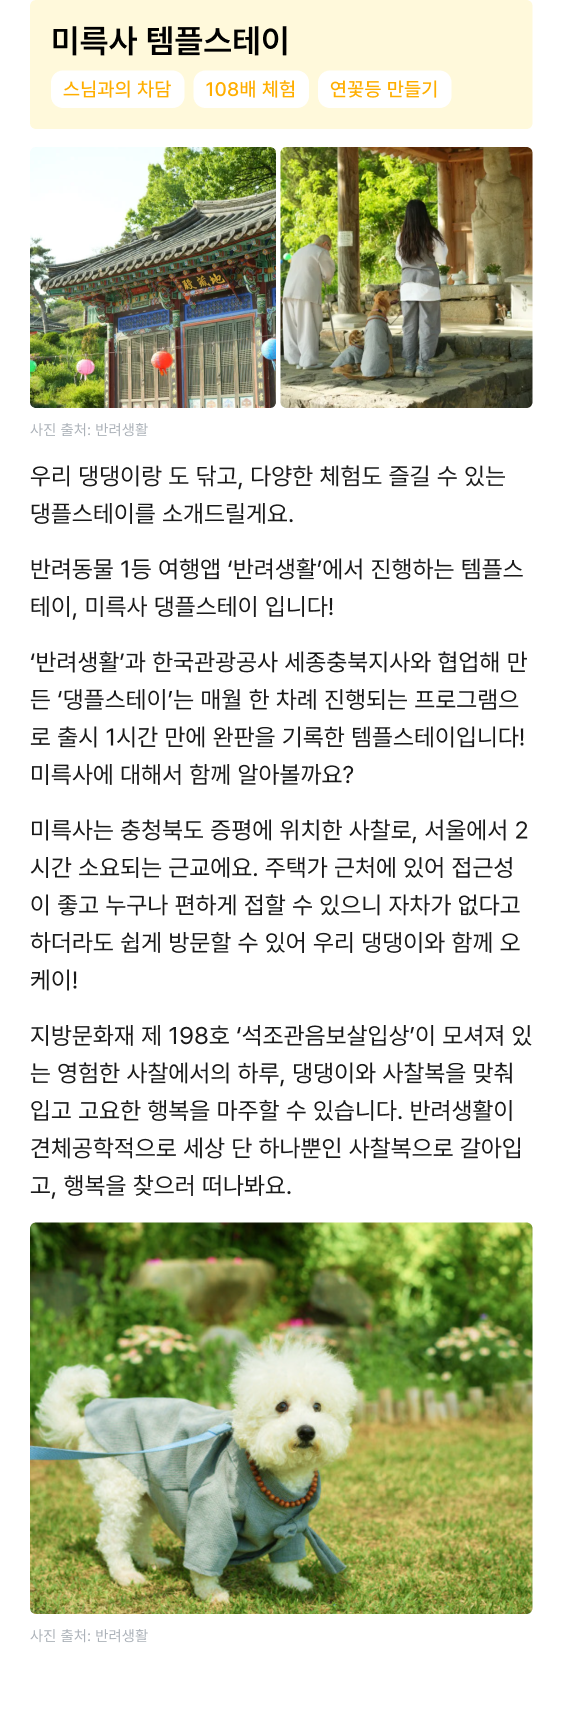 미륵사 템플스테이
스님과의 차담 108배 체험 연꽃등 만들기
殿藏地
사진 출처: 반려생활
우리 댕댕이랑 도 닦고, 다양한 체험도 즐길 수 있는
댕플스테이를 소개드릴게요.
반려동물 1등 여행앱 ‘반려생활’에서 진행하는 템플스
테이, 미륵사 댕플스테이 입니다!
‘반려생활’과 한국관광공사 세종충북지사와 협업해 만
든 ‘댕플스테이’는 매월 한 차례 진행되는 프로그램으
로 출시 1시간 만에 완판을 기록한 템플스테이입니다!
미륵사에 대해서 함께 알아볼까요?
미륵사는 충청북도 증평에 위치한 사찰로, 서울에서 2
시간 소요되는 근교에요. 주택가 근처에 있어 접근성
이 좋고 누구나 편하게 접할 수 있으니 자차가 없다고
하더라도 쉽게 방문할 수 있어 우리 댕댕이와 함께 오
케이!
지방문화재 제 198호 ‘석조관음보살입상’이 모셔져 있
는 영험한 사찰에서의 하루, 댕댕이와 사찰복을 맞춰
입고 고요한 행복을 마주할 수 있습니다. 반려생활이
견체공학적으로 세상 단 하나뿐인 사찰복으로 갈아입
고, 행복을 찾으러 떠나봐요.
사진 출처: 반려생활